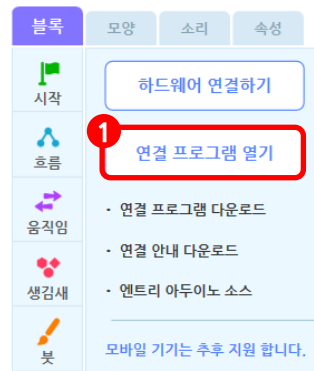 블록 모양 소리 속성
시작
흐름
움직임
생김새
붓
하드웨어 연결하기
1
연결 프로그램 열기
· 연결 프로그램 다운로드
· 연결 안내 다운로드
· 엔트리 아두이노 소스
모바일 기기는 추후 지원 합니다.